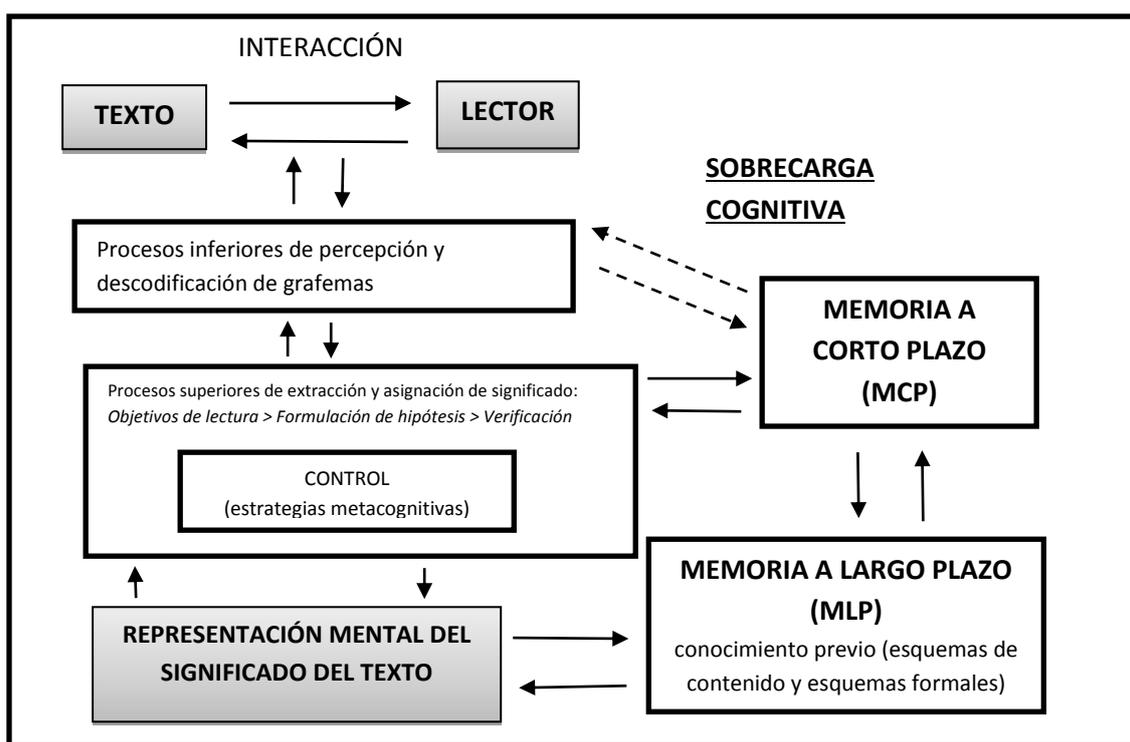 INTERACCIÓN
TEXTO
LECTOR
SOBRECARGA
COGNITIVA
Procesos inferiores de percepción y
descodificación de grafemas
MEMORIA A
CORTO PLAZO
(MCP)
Procesos superiores de extracción y asignación de significado:
Objetivos de lectura > Formulación de hipótesis > Verificación
CONTROL
(estrategias metacognitivas)
MEMORIA A LARGO PLAZO
(MLP)
conocimiento previo (esquemas de
contenido y esquemas formales)
REPRESENTACIÓN MENTAL DEL
SIGNIFICADO DEL TEXTO